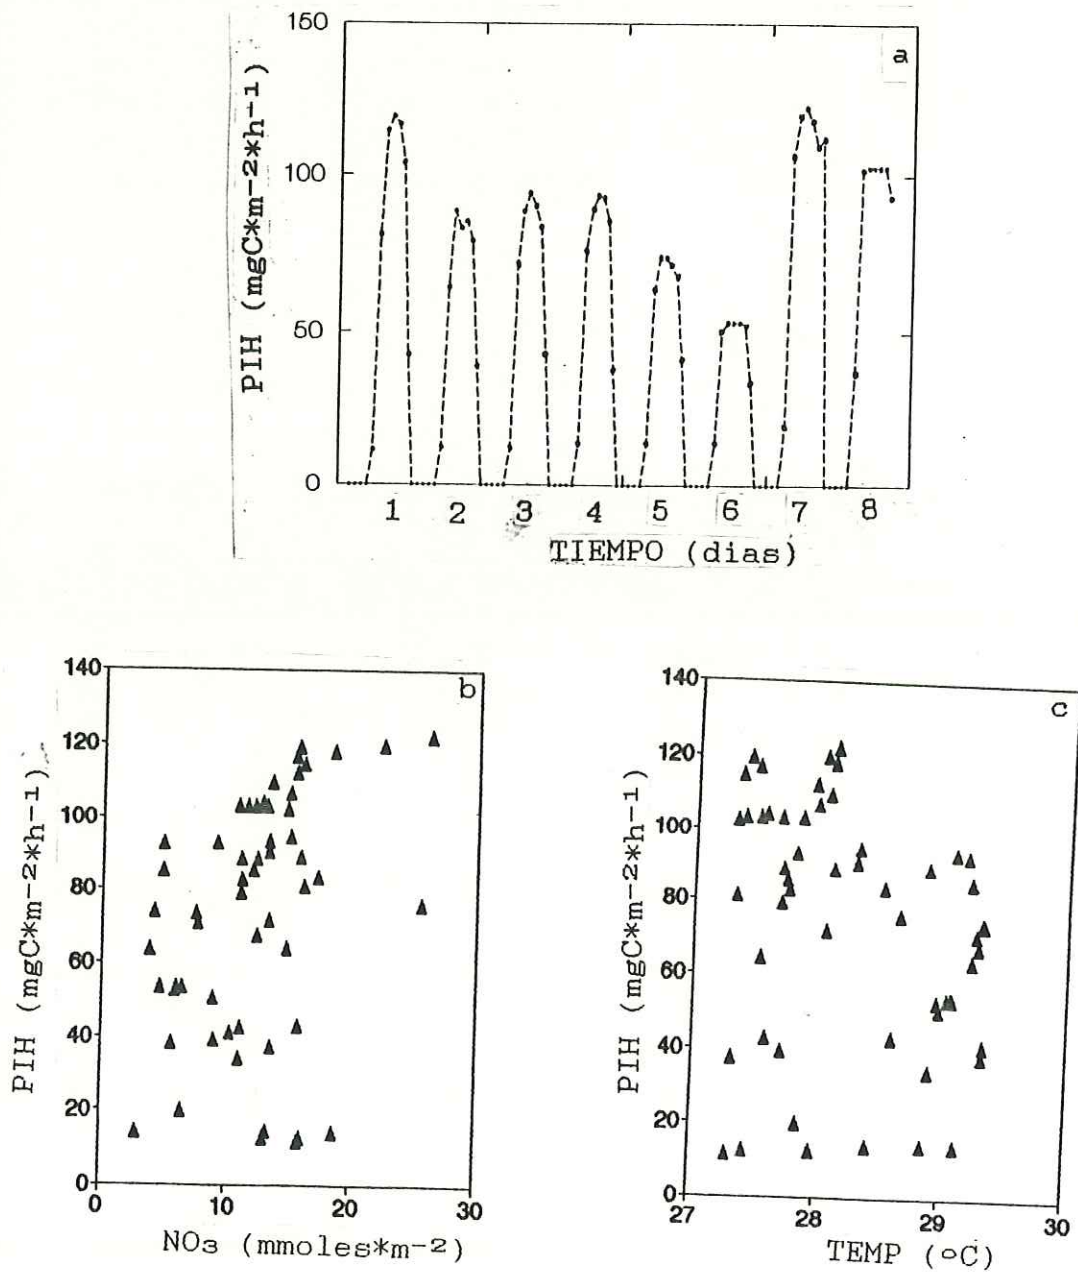 150
a
100
50
0
PIH (mgC*m-2*h-1)
1 2 3 4 5 6 7 8
TIEMPO (dias)
140
b
120
100
80
60
40
20
0
PIH (mgC*m-2*h-1)
0 10 20 30
NO3 (mmoles*m-2)
140
c
120
100
80
60
40
20
0
PIH (mgC*m-2*h-1)
27 28 29 30
TEMP (ºC)